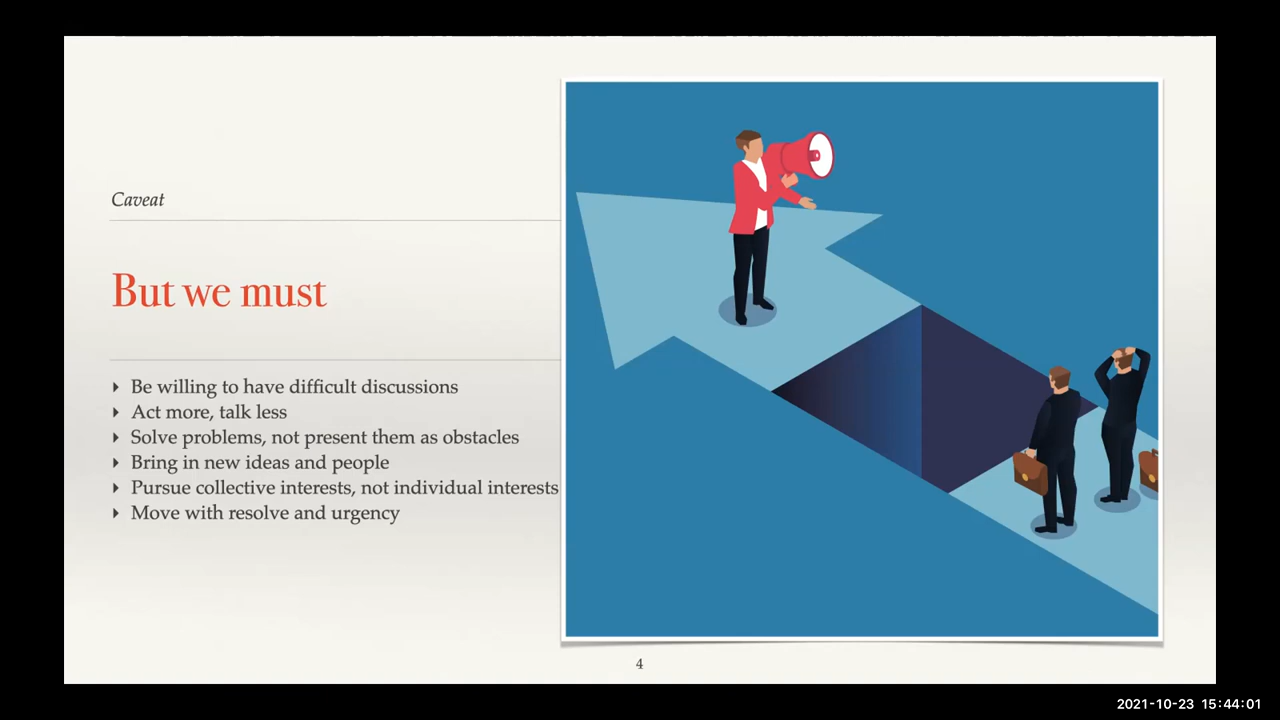 Caveat
But we must
Be willing to have difficult discussions
Act more, talk less
Solve problems, not present them as obstacles
Bring in new ideas and people
Pursue collective interests, not individual interests
Move with resolve and urgency
4
2021-10-23 15:44:01